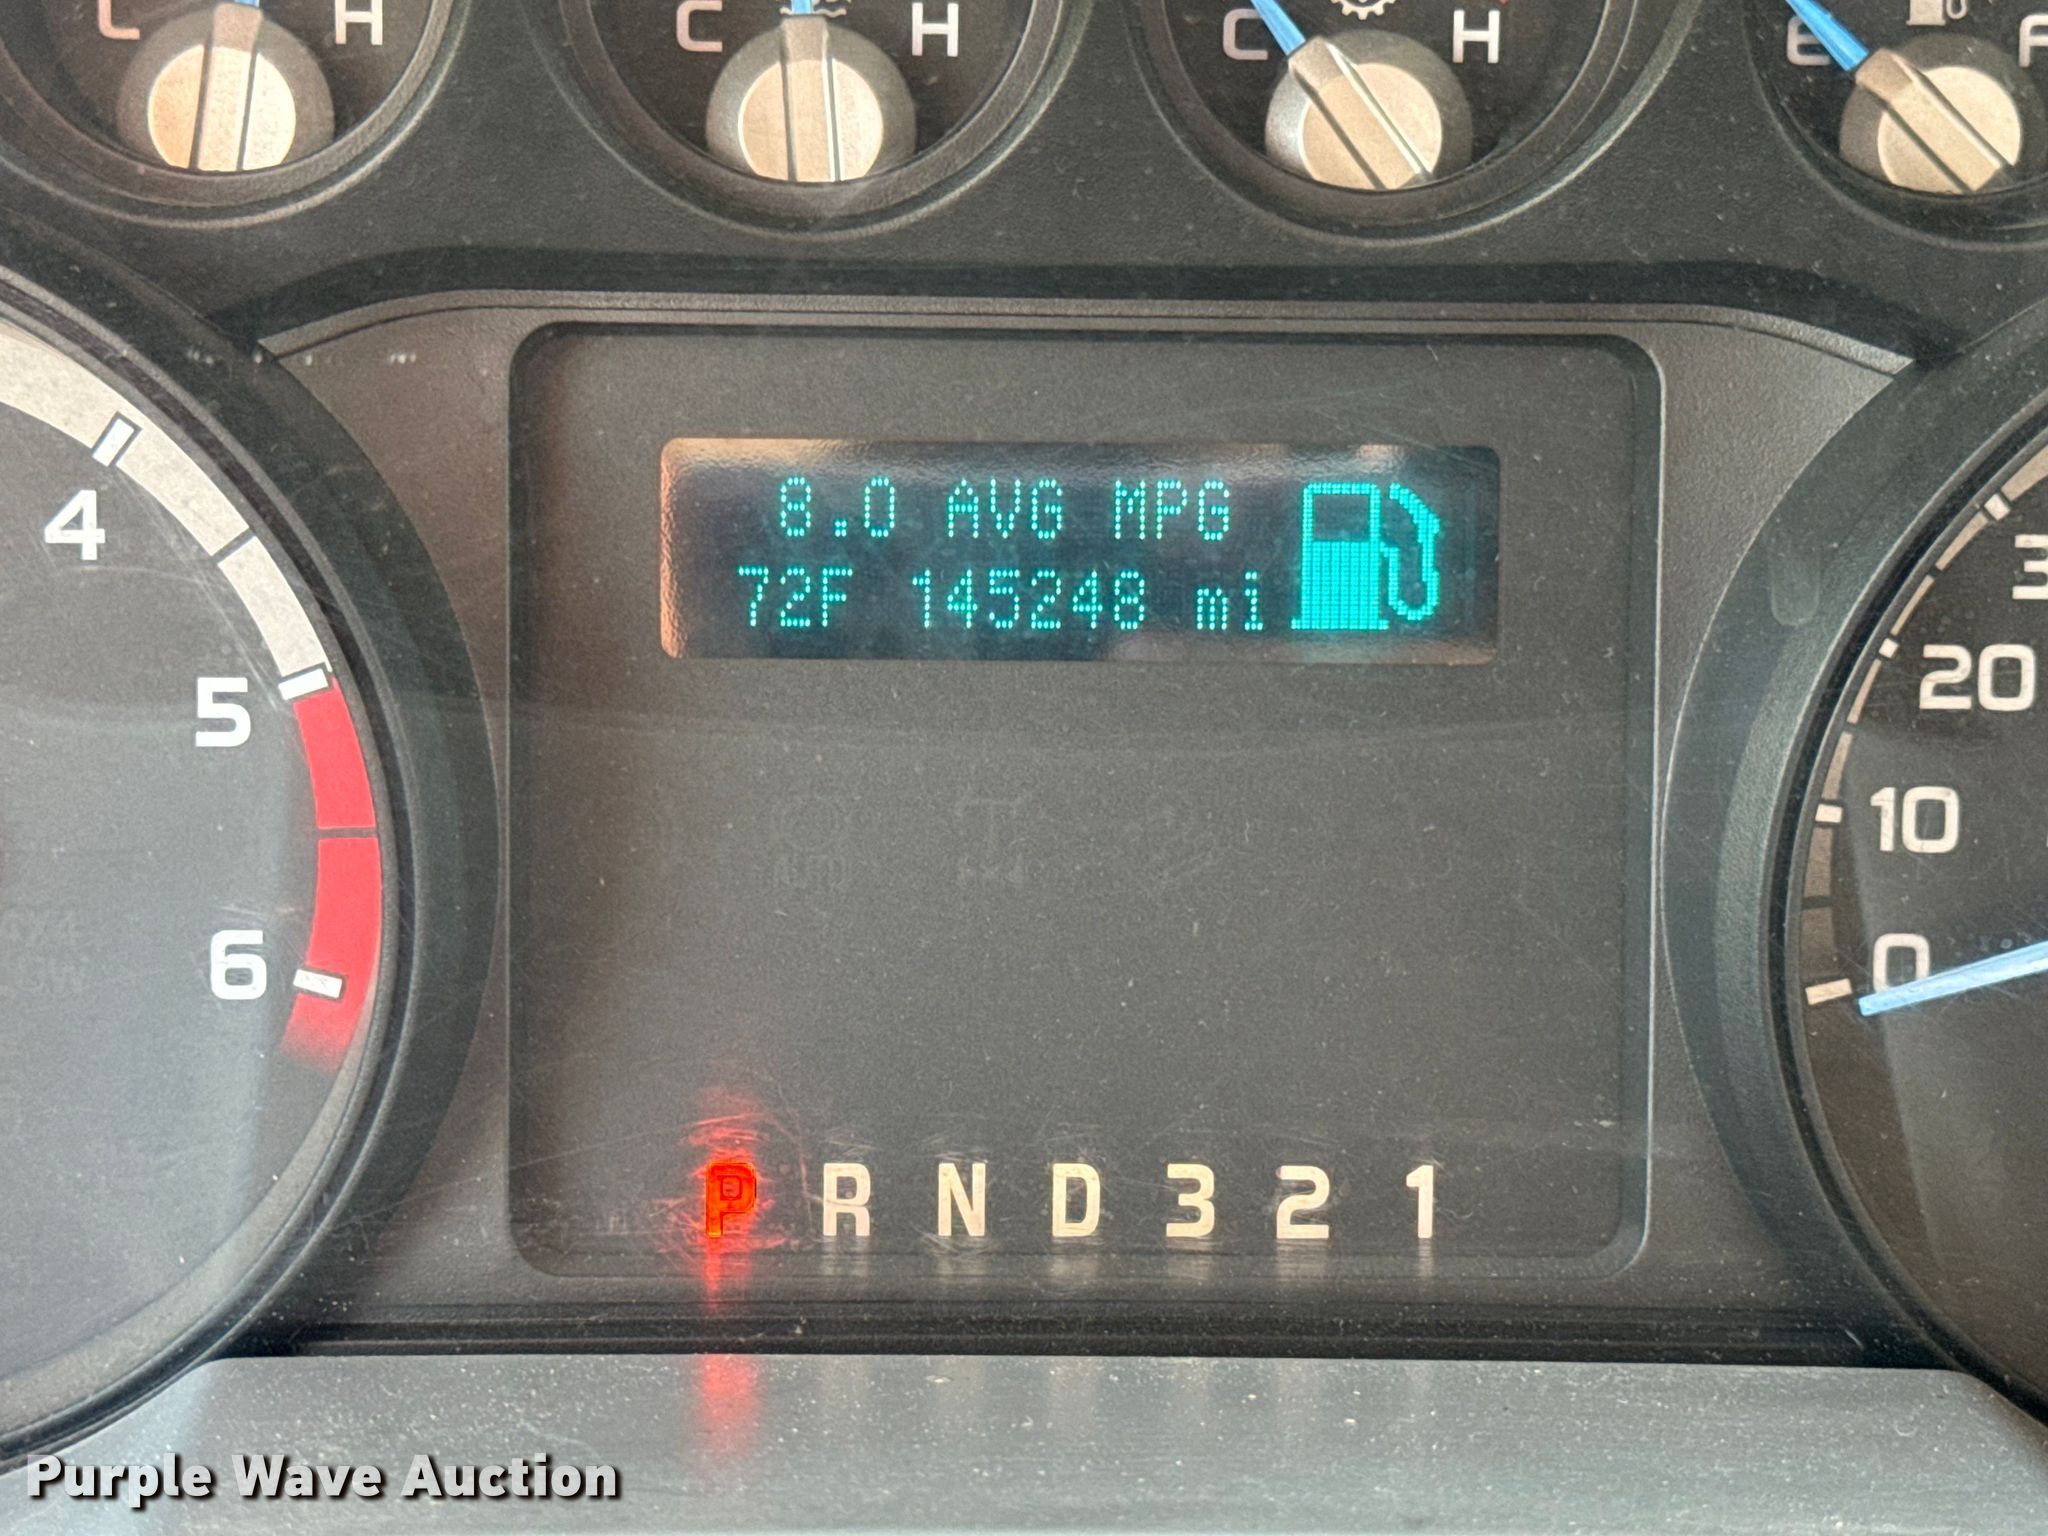 L H C H C H E F
8.0 AVG MPG
72F 145248 mi
4
5
6
3
20
10
0
P R N D 3 2 1
Purple Wave Auction